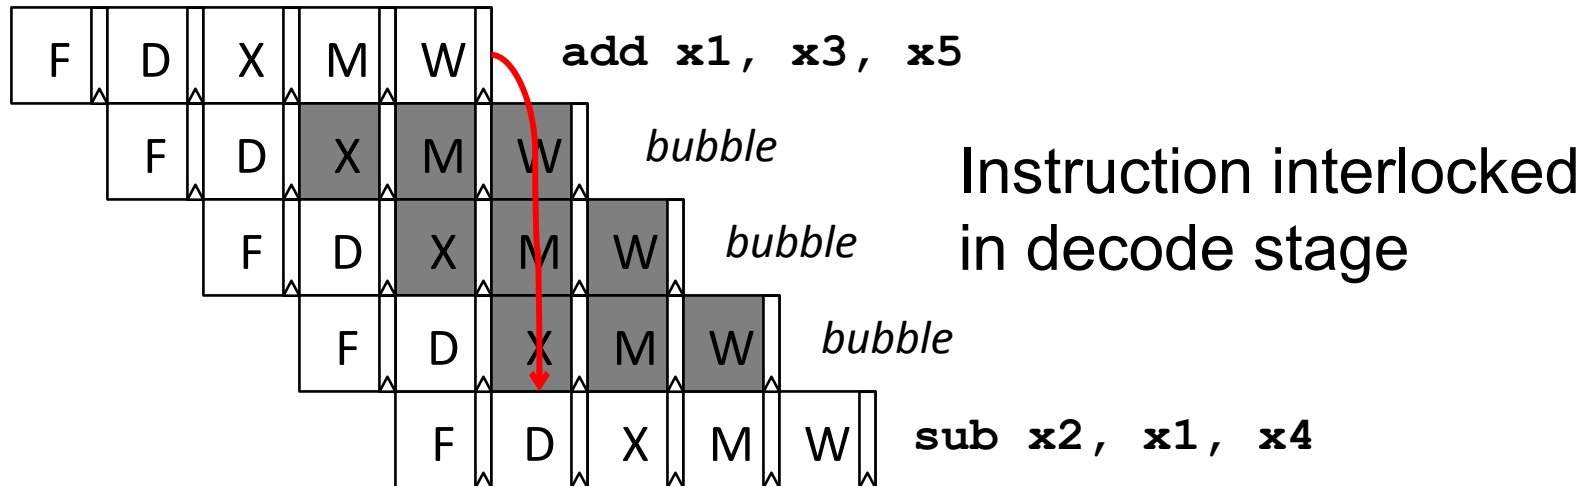 F D X M W add x1, x3, x5
F D X M W bubble
Instruction interlocked
F D X M W bubble
in decode stage
F D X M W bubble
F D X M W sub x2, x1, x4